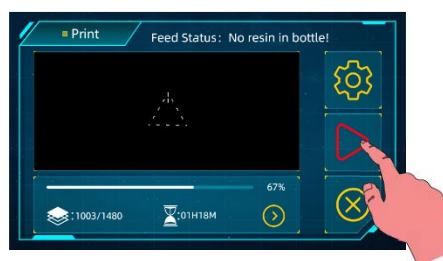 Print
Feed Status: No resin in bottle!
67%
:1003/1480
:01H18M